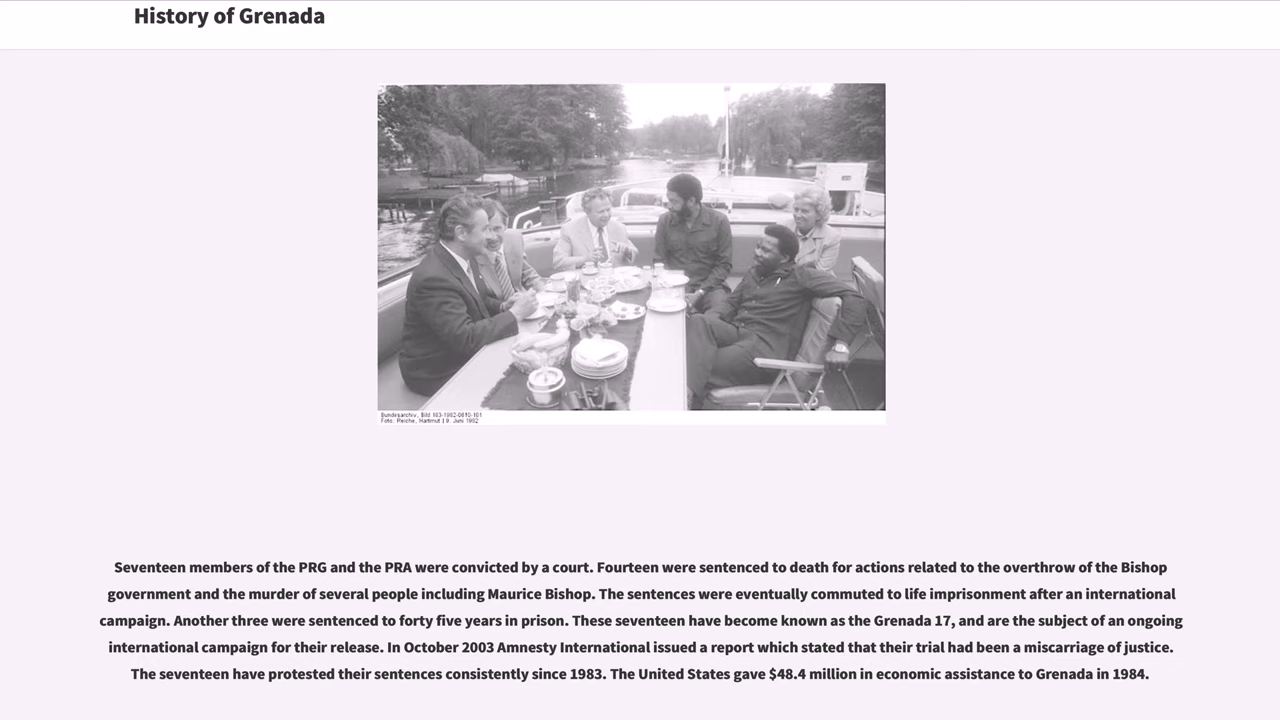 History of Grenada
Bundesarchiv, Bild 183-1982-0610-101
Foto: Reiche, Hartmut | 9. Juni 1982
Seventeen members of the PRG and the PRA were convicted by a court. Fourteen were sentenced to death for actions related to the overthrow of the Bishop
government and the murder of several people including Maurice Bishop. The sentences were eventually commuted to life imprisonment after an international
campaign. Another three were sentenced to forty five years in prison. These seventeen have become known as the Grenada 17, and are the subject of an ongoing
international campaign for their release. In October 2003 Amnesty International issued a report which stated that their trial had been a miscarriage of justice.
The seventeen have protested their sentences consistently since 1983. The United States gave $48.4 million in economic assistance to Grenada in 1984.